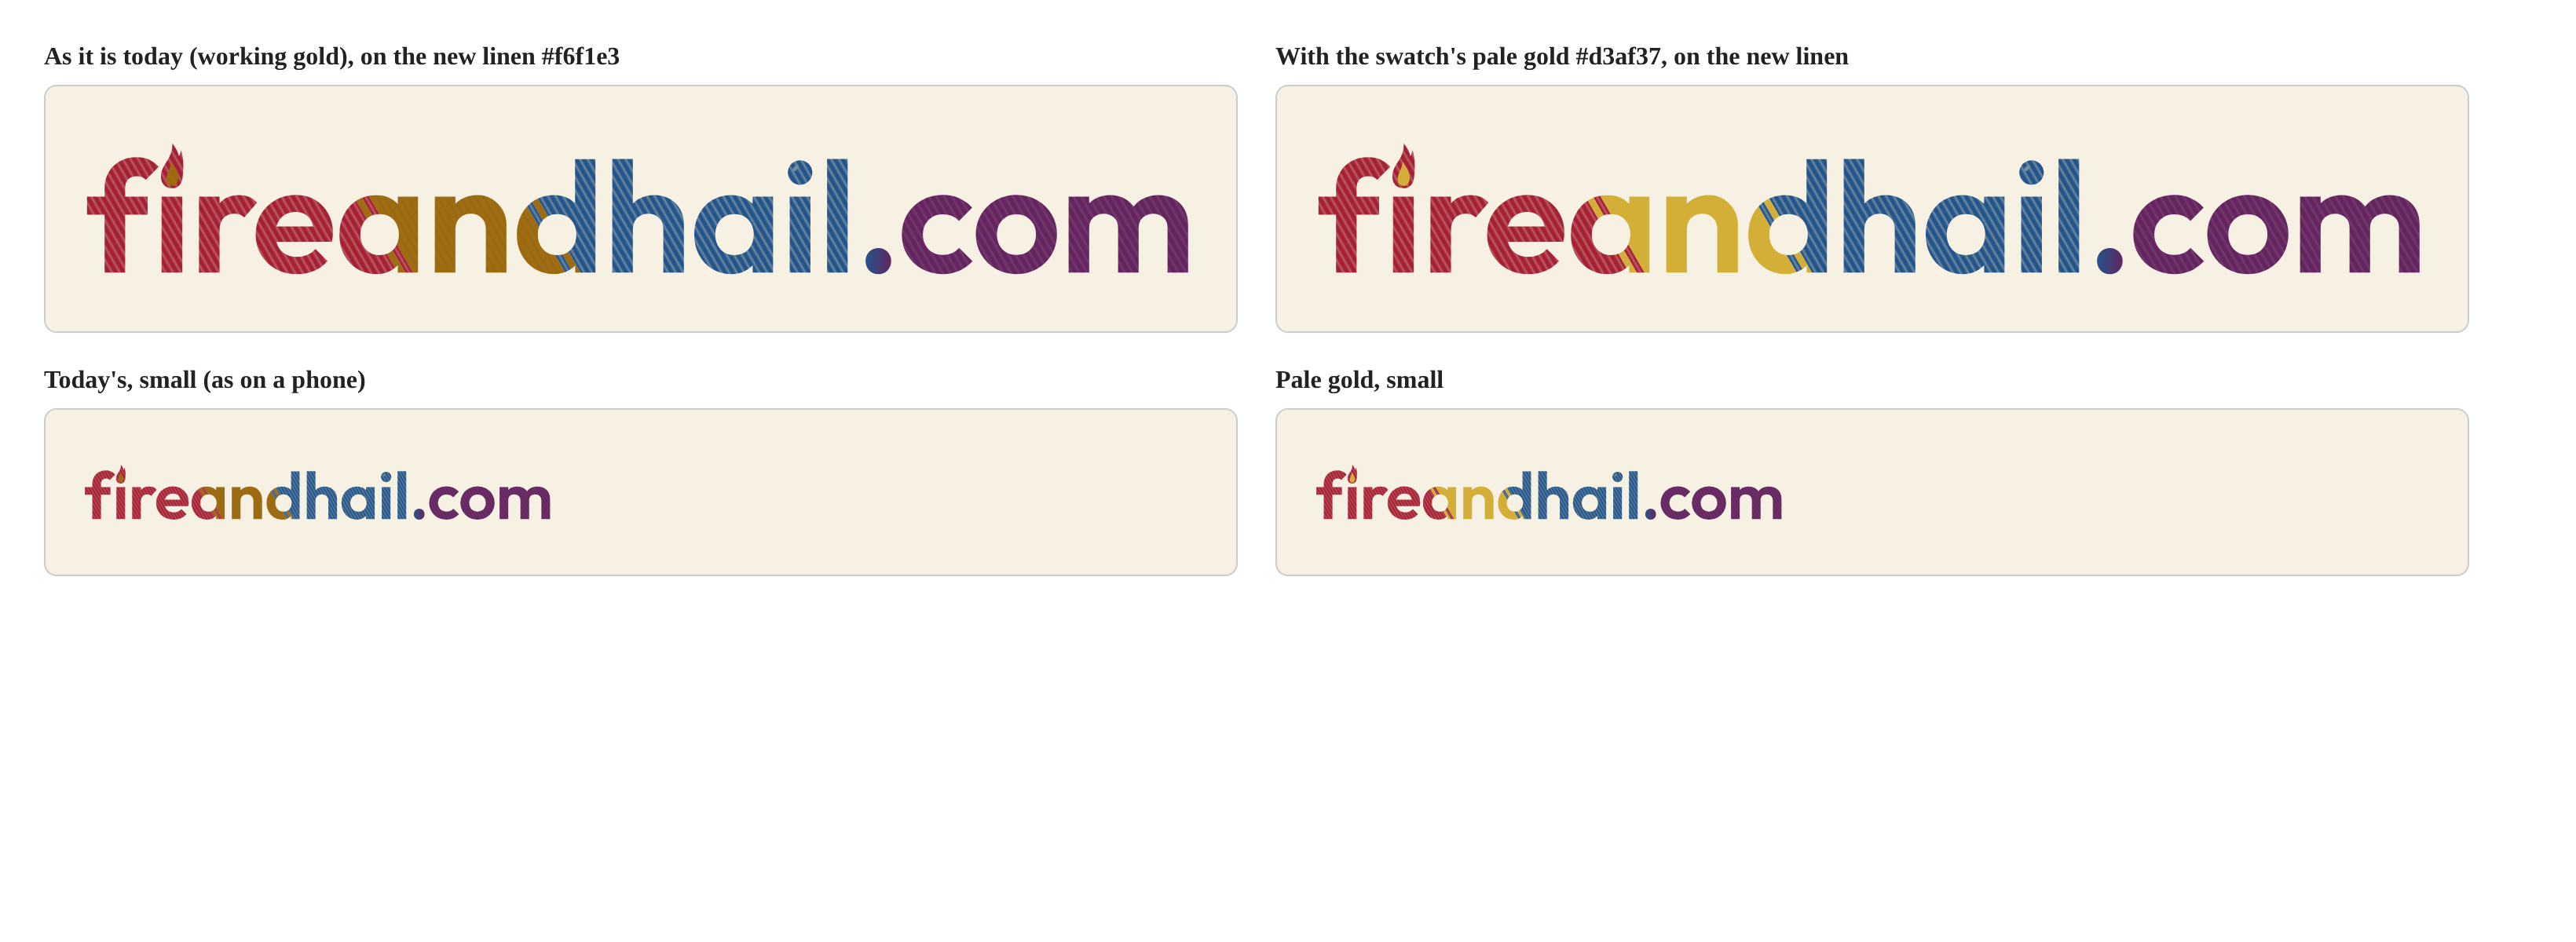 As it is today (working gold), on the new linen #f6f1e3
fireandhail.com
With the swatch's pale gold #d3af37, on the new linen
fireandhail.com
Today's, small (as on a phone)
fireandhail.com
Pale gold, small
fireandhail.com